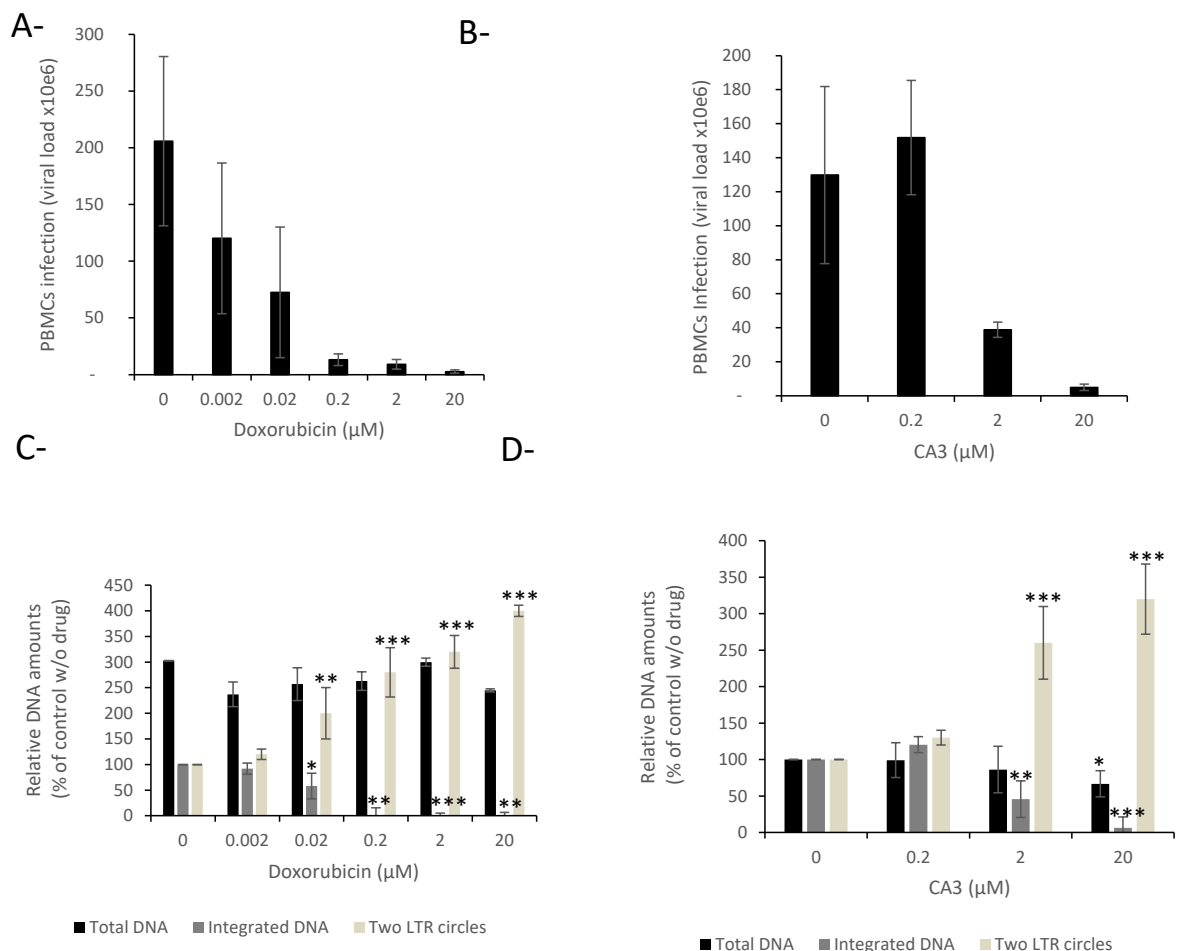 A-
PBMCs infection (viral load x10e6)
300
250
200
150
100
50
-
0 0.002 0.02 0.2 2 20
Doxorubicin (µM)
B-
PBMCs Infection (viral load x10e6)
200
180
160
140
120
100
80
60
40
20
-
0 0.2 2 20
CA3 (µM)
C-
Relative DNA amounts
(% of control w/o drug)
450
400
350
300
250
200
150
100
50
0
*
**
**
***
***
***
**
***
0 0.002 0.02 0.2 2 20
Doxorubicin (µM)
Total DNA Integrated DNA Two LTR circles
D-
Relative DNA amounts
(% of control w/o drug)
400
350
300
250
200
150
100
50
0
**
***
*
***
***
0 0.2 2 20
CA3 (µM)
Total DNA Integrated DNA Two LTR circles